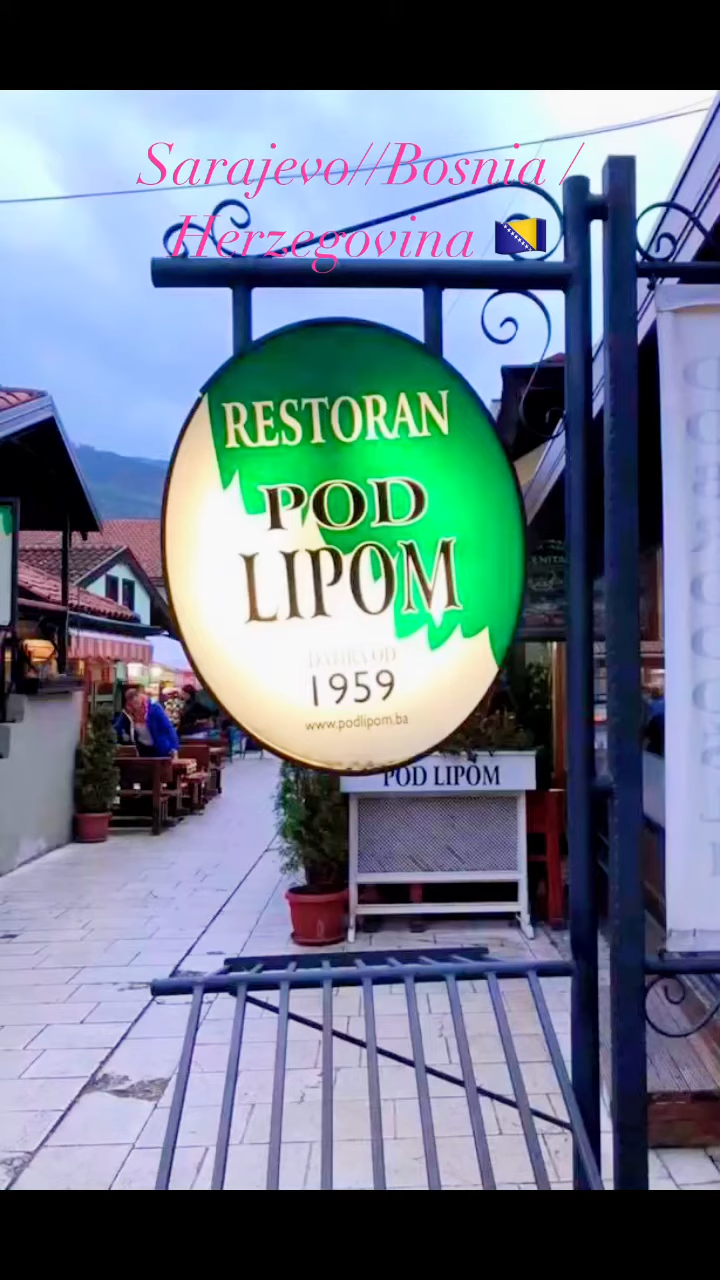 Sarajevo//Bosnia /
Herzegovina 🇧🇦
RESTORAN
POD
LIPOM
1959
www.podlipom.ba
POD LIPOM